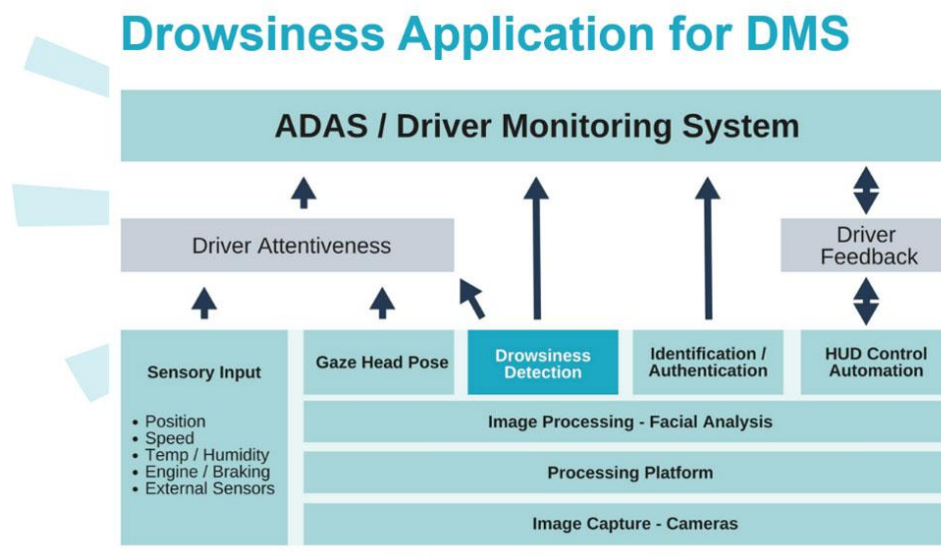 Drowsiness Application for DMS
ADAS / Driver Monitoring System
Driver Attentiveness
Driver
Feedback
Sensory Input
• Position
• Speed
• Temp / Humidity
• Engine / Braking
• External Sensors
Gaze Head Pose
Drowsiness
Detection
Identification /
Authentication
HUD Control
Automation
Image Processing - Facial Analysis
Processing Platform
Image Capture - Cameras